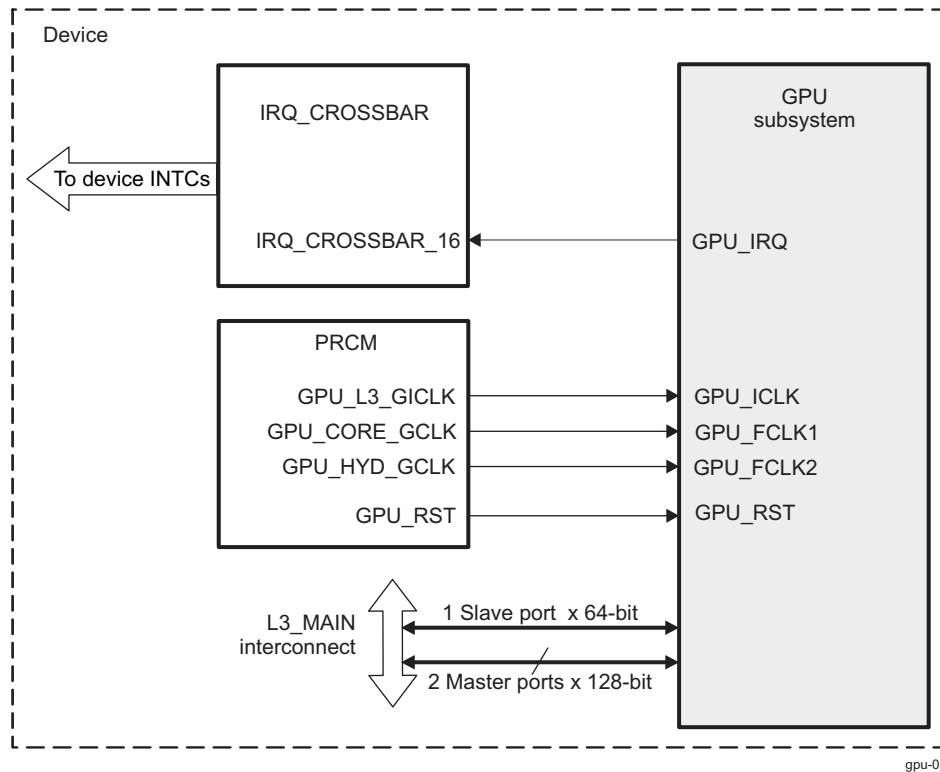 Device
IRQ_CROSSBAR
GPU
subsystem
To device INTCs
IRQ_CROSSBAR_16
GPU_IRQ
PRCM
GPU_L3_GICLK
GPU_ICLK
GPU_CORE_GCLK
GPU_FCLK1
GPU_HYD_GCLK
GPU_FCLK2
GPU_RST
GPU_RST
L3_MAIN
interconnect
1 Slave port x 64-bit
2 Master ports x 128-bit
gpu-0